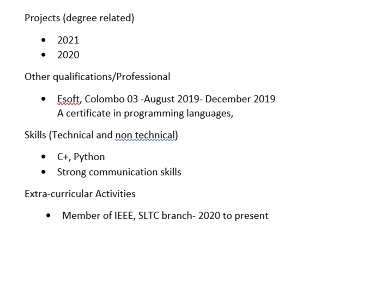 Projects (degree related)
• 2021
• 2020
Other qualifications/Professional
• Esoft, Colombo 03 -August 2019- December 2019
A certificate in programming languages,
Skills (Technical and non technical)
• C+, Python
• Strong communication skills
Extra-curricular Activities
• Member of IEEE, SLTC branch- 2020 to present